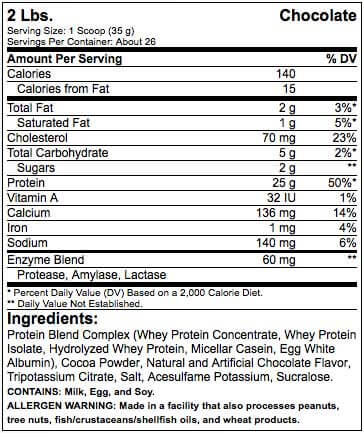 2 Lbs. Chocolate
Serving Size: 1 Scoop (35 g)
Servings Per Container: About 26
Amount Per Serving % DV
Calories 140
Calories from Fat 15
Total Fat 2 g 3%*
Saturated Fat 1 g 5%*
Cholesterol 70 mg 23%
Total Carbohydrate 5 g 2%*
Sugars 2 g **
Protein 25 g 50%*
Vitamin A 32 IU 1%
Calcium 136 mg 14%
Iron 1 mg 4%
Sodium 140 mg 6%
Enzyme Blend 60 mg **
Protease, Amylase, Lactase
* Percent Daily Value (DV) Based on a 2,000 Calorie Diet.
** Daily Value Not Established.
Ingredients:
Protein Blend Complex (Whey Protein Concentrate, Whey Protein
Isolate, Hydrolyzed Whey Protein, Micellar Casein, Egg White
Albumin), Cocoa Powder, Natural and Artificial Chocolate Flavor,
Tripotassium Citrate, Salt, Acesulfame Potassium, Sucralose.
CONTAINS: Milk, Egg, and Soy.
ALLERGEN WARNING: Made in a facility that also processes peanuts,
tree nuts, fish/crustaceans/shellfish oils, and wheat products.